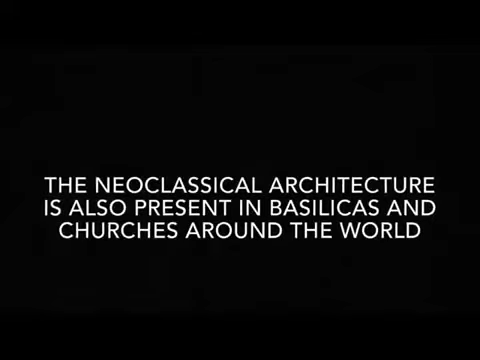 THE NEOCLASSICAL ARCHITECTURE
IS ALSO PRESENT IN BASILICAS AND
CHURCHES AROUND THE WORLD